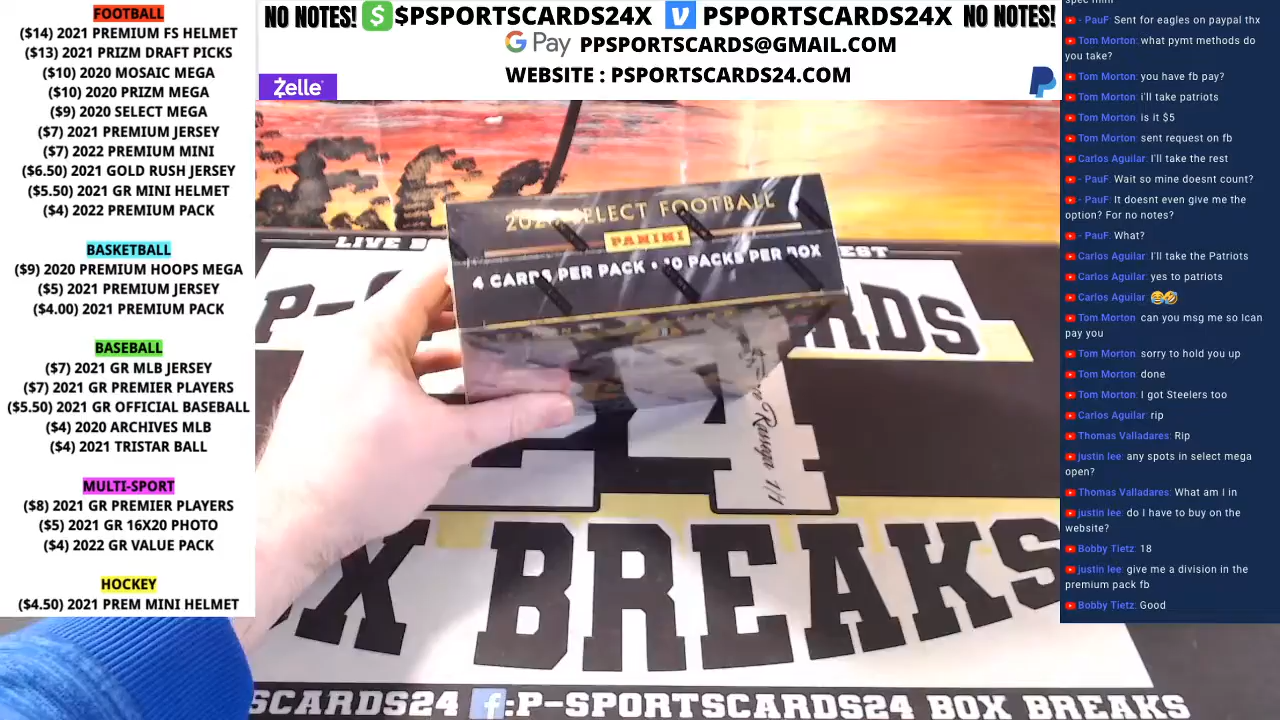 FOOTBALL
($14) 2021 PREMIUM FS HELMET
($13) 2021 PRIZM DRAFT PICKS
($10) 2020 MOSAIC MEGA
($10) 2020 PRIZM MEGA
($9) 2020 SELECT MEGA
($7) 2021 PREMIUM JERSEY
($7) 2022 PREMIUM MINI
($6.50) 2021 GOLD RUSH JERSEY
($5.50) 2021 GR MINI HELMET
($4) 2022 PREMIUM PACK
BASKETBALL
($9) 2020 PREMIUM HOOPS MEGA
($5) 2021 PREMIUM JERSEY
($4.00) 2021 PREMIUM PACK
BASEBALL
($7) 2021 GR MLB JERSEY
($7) 2021 GR PREMIER PLAYERS
($5.50) 2021 GR OFFICIAL BASEBALL
($4) 2020 ARCHIVES MLB
($4) 2021 TRISTAR BALL
MULTI-SPORT
($8) 2021 GR PREMIER PLAYERS
($5) 2021 GR 16X20 PHOTO
($4) 2022 GR VALUE PACK
HOCKEY
($4.50) 2021 PREM MINI HELMET
NO NOTES! $PSPORTSCARDS24X PSPORTSCARDS24X NO NOTES!
G Pay PPSPORTSCARDS@GMAIL.COM
WEBSITE : PSPORTSCARDS24.COM
Zelle
SELECT FOOTBALL
PANINI
4 CARDS PER PACK • 10 PACKS PER BOX
LIVE B
EST
P-
RDS
24
X BREAKS
SCARDS24 f:P-SPORTSCARDS24 BOX BREAKS
- PauF: Sent for eagles on paypal thx
Tom Morton: what pymt methods do
you take?
Tom Morton: you have fb pay?
Tom Morton: i'll take patriots
Tom Morton: is it $5
Tom Morton: sent request on fb
Carlos Aguilar: I'll take the rest
- PauF: Wait so mine doesnt count?
- PauF: It doesnt even give me the
option? For no notes?
- PauF: What?
Carlos Aguilar: I'll take the Patriots
Carlos Aguilar: yes to patriots
Carlos Aguilar: 😂🤣
Tom Morton: can you msg me so Ican
pay you
Tom Morton: sorry to hold you up
Tom Morton: done
Tom Morton: I got Steelers too
Carlos Aguilar: rip
Thomas Valladares: Rip
justin lee: any spots in select mega
open?
Thomas Valladares: What am I in
justin lee: do I have to buy on the
website?
Bobby Tietz: 18
justin lee: give me a division in the
premium pack fb
Bobby Tietz: Good